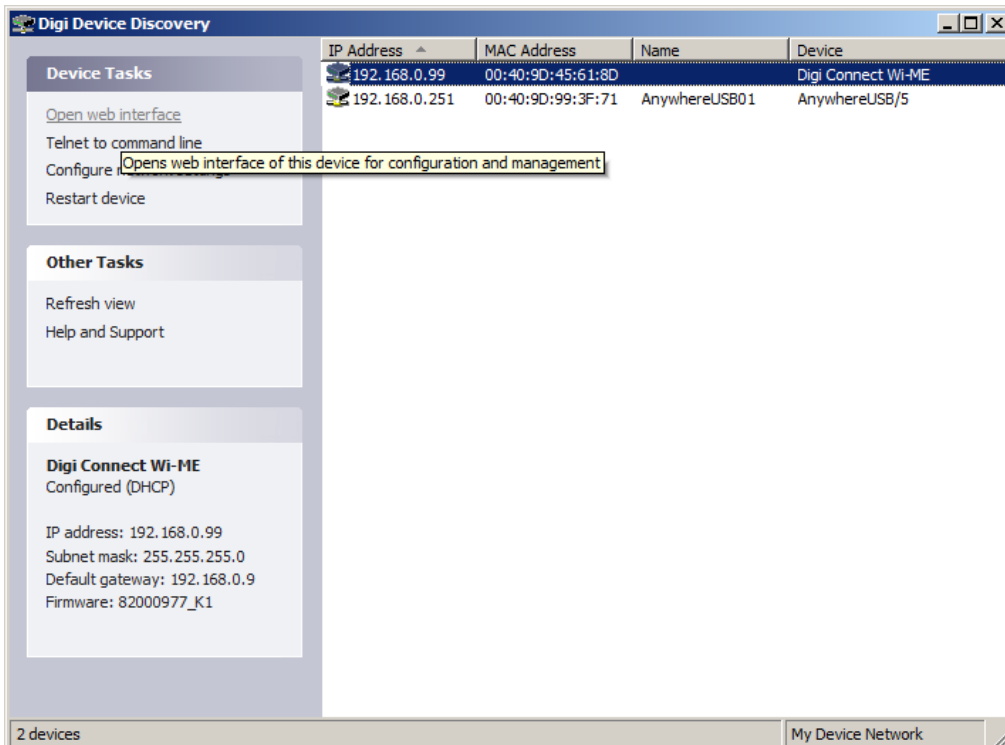 Digi Device Discovery
Device Tasks
Open web interface
Telnet to command line
Configure
Restart device
Opens web interface of this device for configuration and management
Other Tasks
Refresh view
Help and Support
Details
Digi Connect Wi-ME
Configured (DHCP)
IP address: 192.168.0.99
Subnet mask: 255.255.255.0
Default gateway: 192.168.0.9
Firmware: 82000977_K1
IP Address MAC Address Name Device
192.168.0.99 00:40:9D:45:61:8D Digi Connect Wi-ME
192.168.0.251 00:40:9D:99:3F:71 AnywhereUSB01 AnywhereUSB/5
2 devices My Device Network